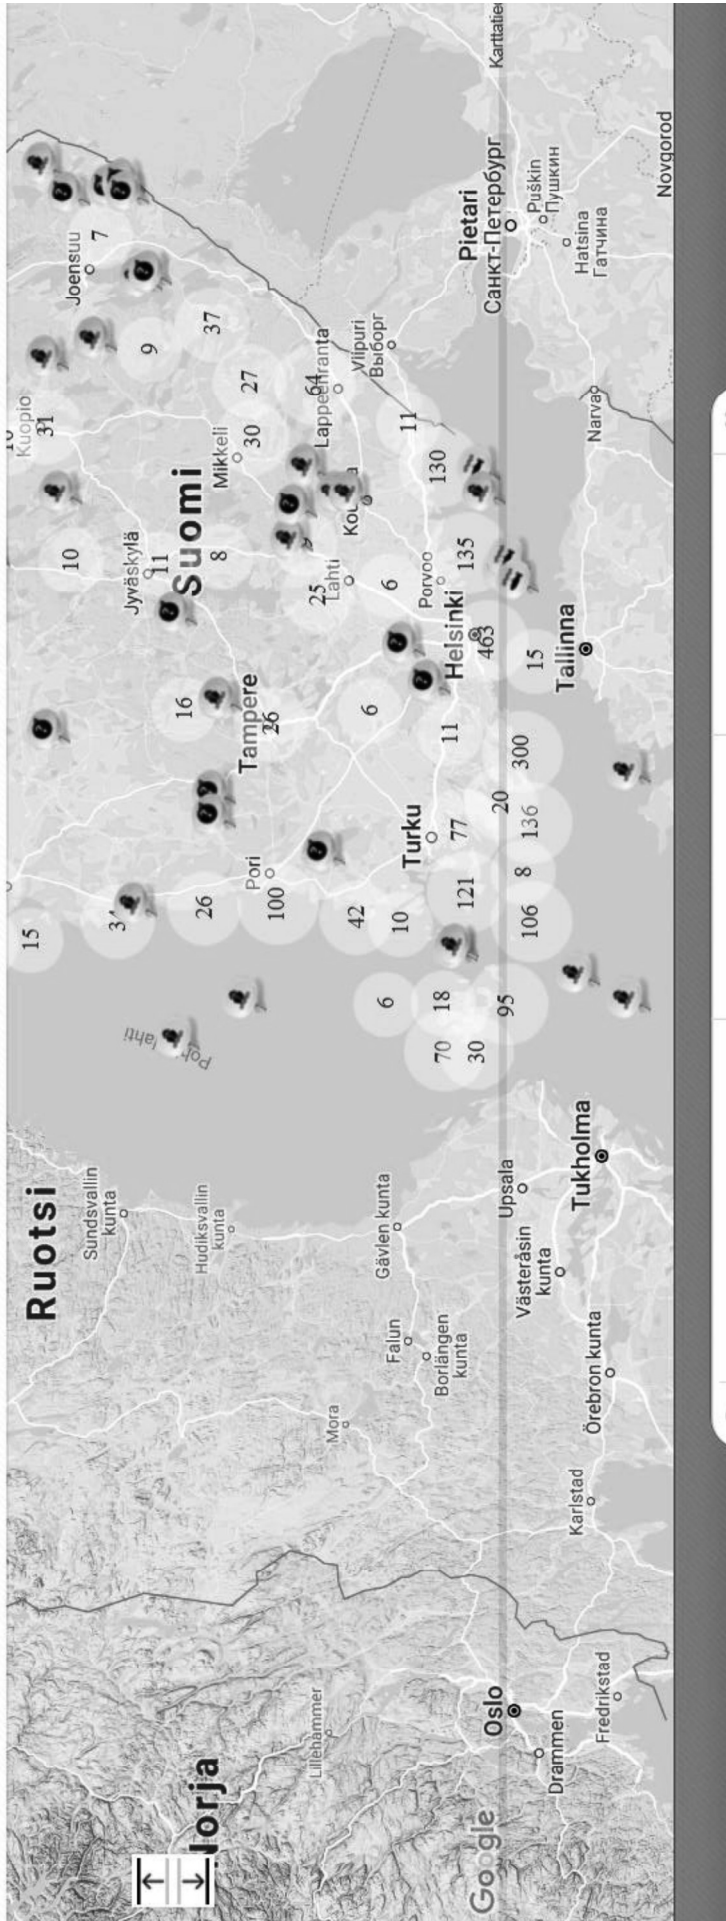 Ruotsi
Sundsvallin
kunta
Hudiksvallin
kunta
Mora
Falun
Borlängen
kunta
Gävlen kunta
Upsala
Västeråsin
kunta
Tukholma
Örebron kunta
Karlstad
Lillehammer
Oslo
Drammen
Fredrikstad
Google
15
26
Pori
100
42
10
6
18
70
30
95
121
106
8
136
20
300
77
Turku
11
6
Tampere
26
16
10
Jyväskylä
11
Suomi
8
Lahti
25
6
Porvoo
135
Helsinki
463
15
Tallinna
Kuopio
31
Joensuu
7
9
37
27
Mikkeli
30
64
Lappeenranta
Viipuri
Выборг
11
130
Pietari
Санкт-Петербург
Puškin
Пушкин
Hatsina
Гатчина
Narva
Novgorod